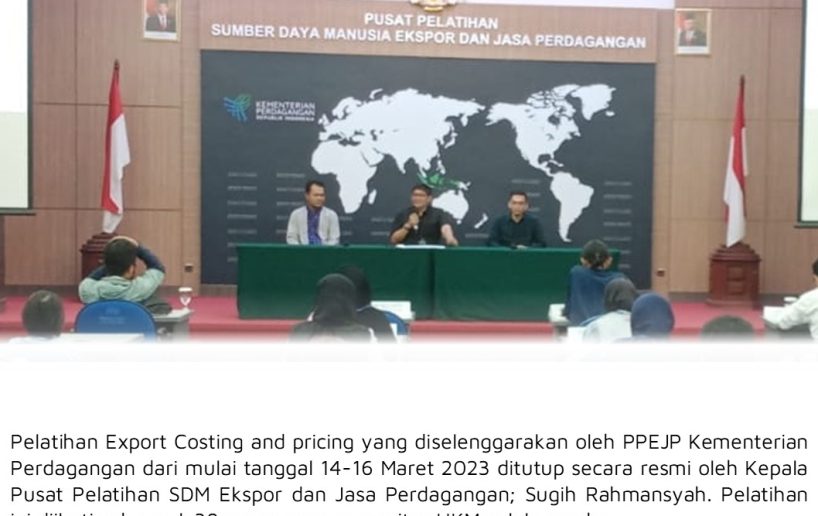 PUSAT PELATIHAN
SUMBER DAYA MANUSIA EKSPOR DAN JASA PERDAGANGAN
KEMENTERIAN
PERDAGANGAN
REPUBLIK INDONESIA
Pelatihan Export Costing and pricing yang diselenggarakan oleh PPEJP Kementerian
Perdagangan dari mulai tanggal 14-16 Maret 2023 ditutup secara resmi oleh Kepala
Pusat Pelatihan SDM Ekspor dan Jasa Perdagangan; Sugih Rahmansyah. Pelatihan